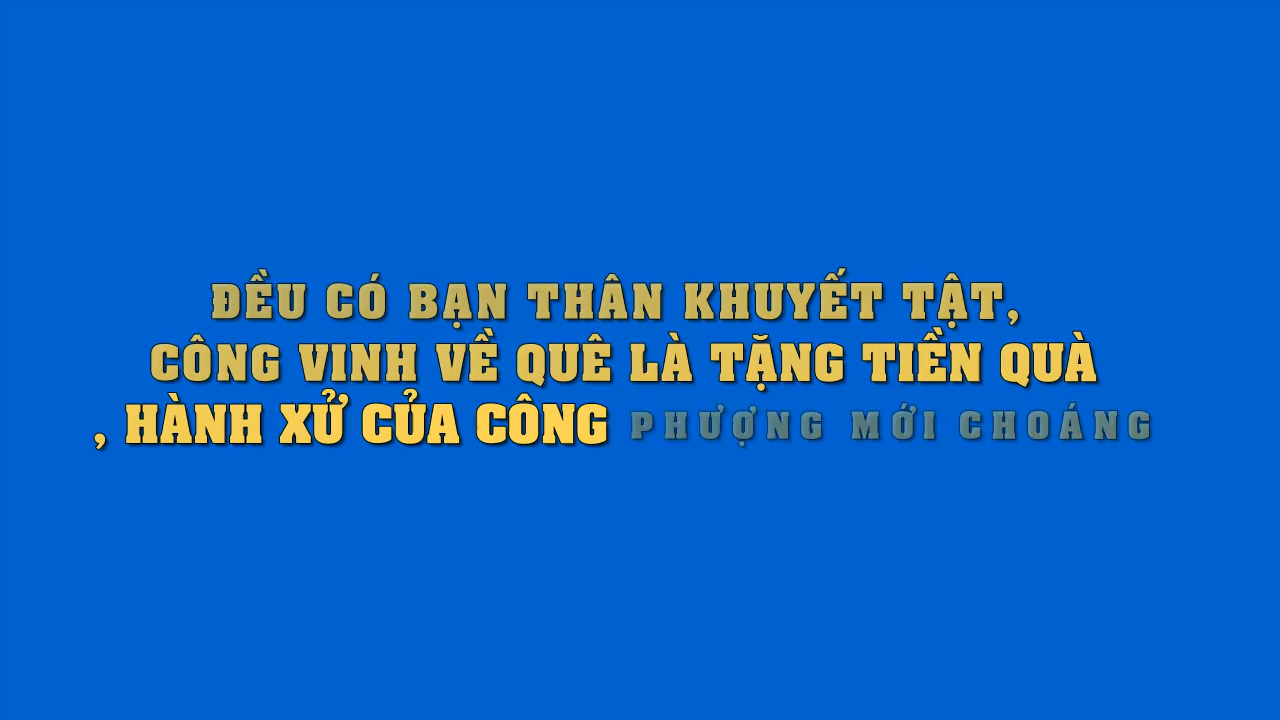 ĐỀU CÓ BẠN THÂN KHUYẾT TẬT,
CÔNG VINH VỀ QUÊ LÀ TẶNG TIỀN QUÀ
, HÀNH XỬ CỦA CÔNG PHƯỢNG MỚI CHOÁNG